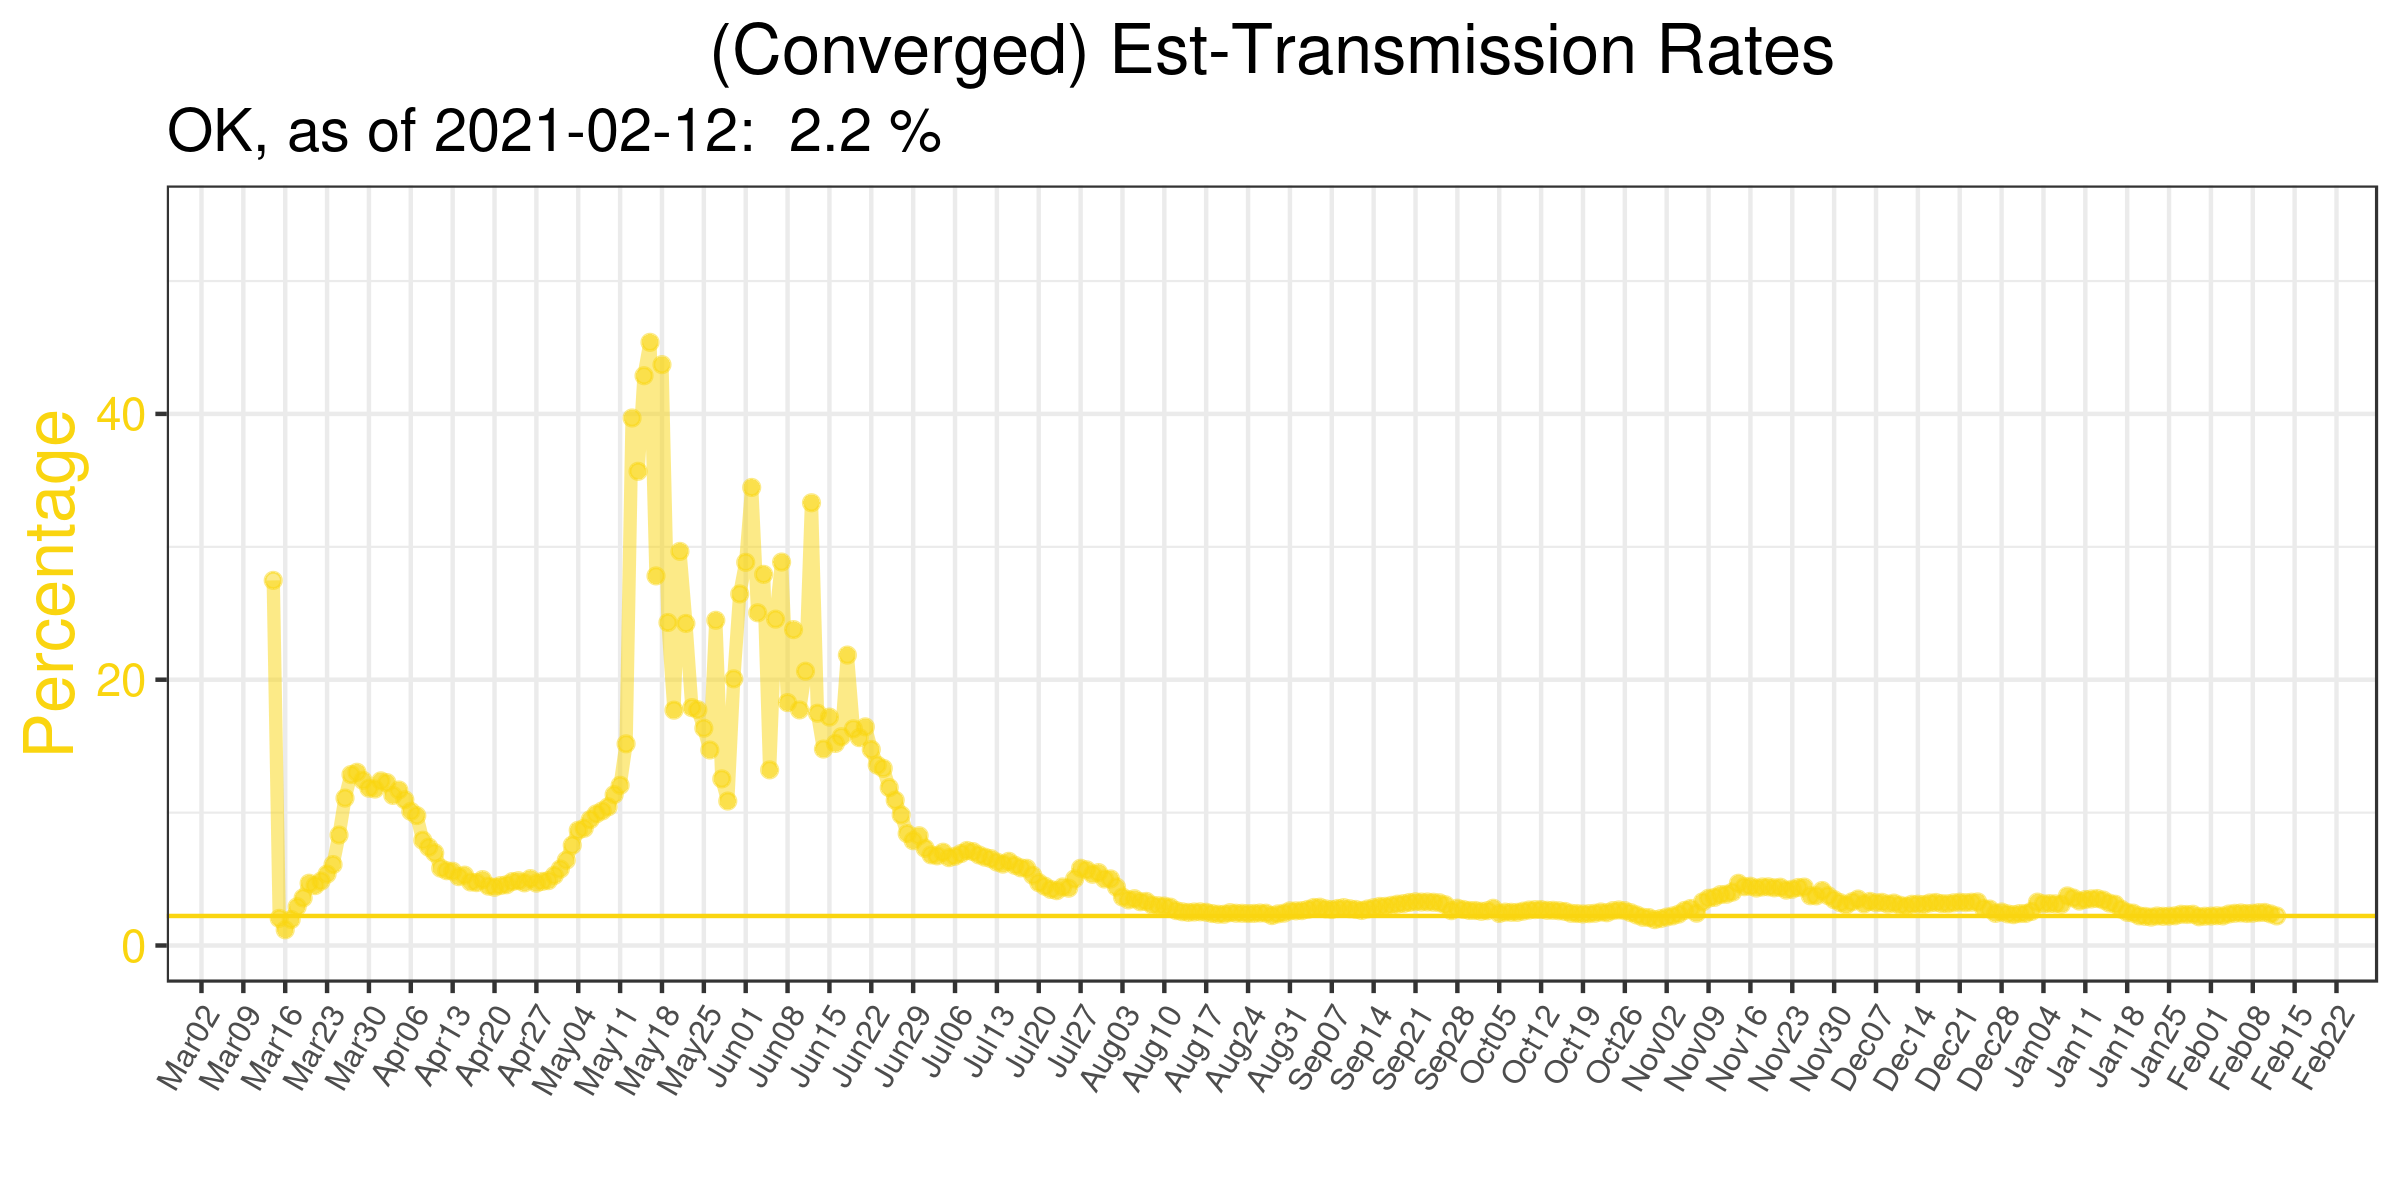 (Converged) Est-Transmission Rates
OK, as of 2021-02-12:  2.2 %
Percentage
40
20
0
Mar02
Mar09
Mar16
Mar23
Mar30
Apr06
Apr13
Apr20
Apr27
May04
May11
May18
May25
Jun01
Jun08
Jun15
Jun22
Jun29
Jul06
Jul13
Jul20
Jul27
Aug03
Aug10
Aug17
Aug24
Aug31
Sep07
Sep14
Sep21
Sep28
Oct05
Oct12
Oct19
Oct26
Nov02
Nov09
Nov16
Nov23
Nov30
Dec07
Dec14
Dec21
Dec28
Jan04
Jan11
Jan18
Jan25
Feb01
Feb08
Feb15
Feb22